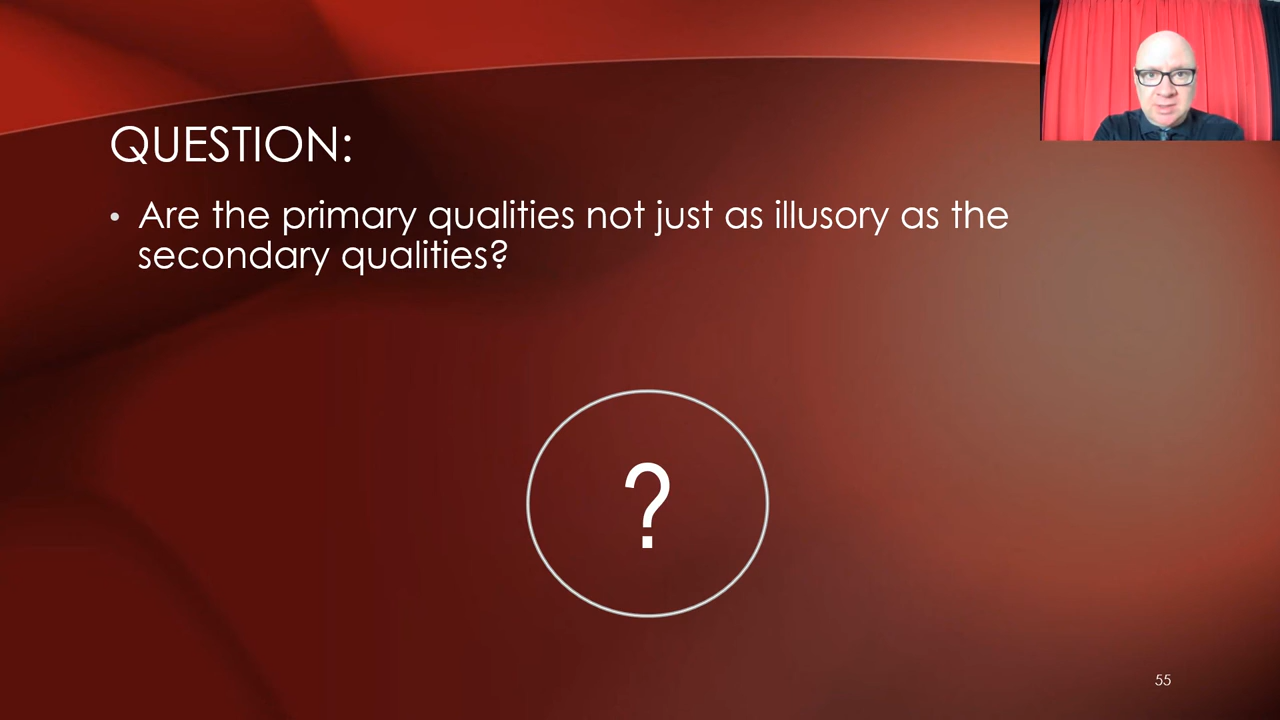 QUESTION:
• Are the primary qualities not just as illusory as the
secondary qualities?
?
55